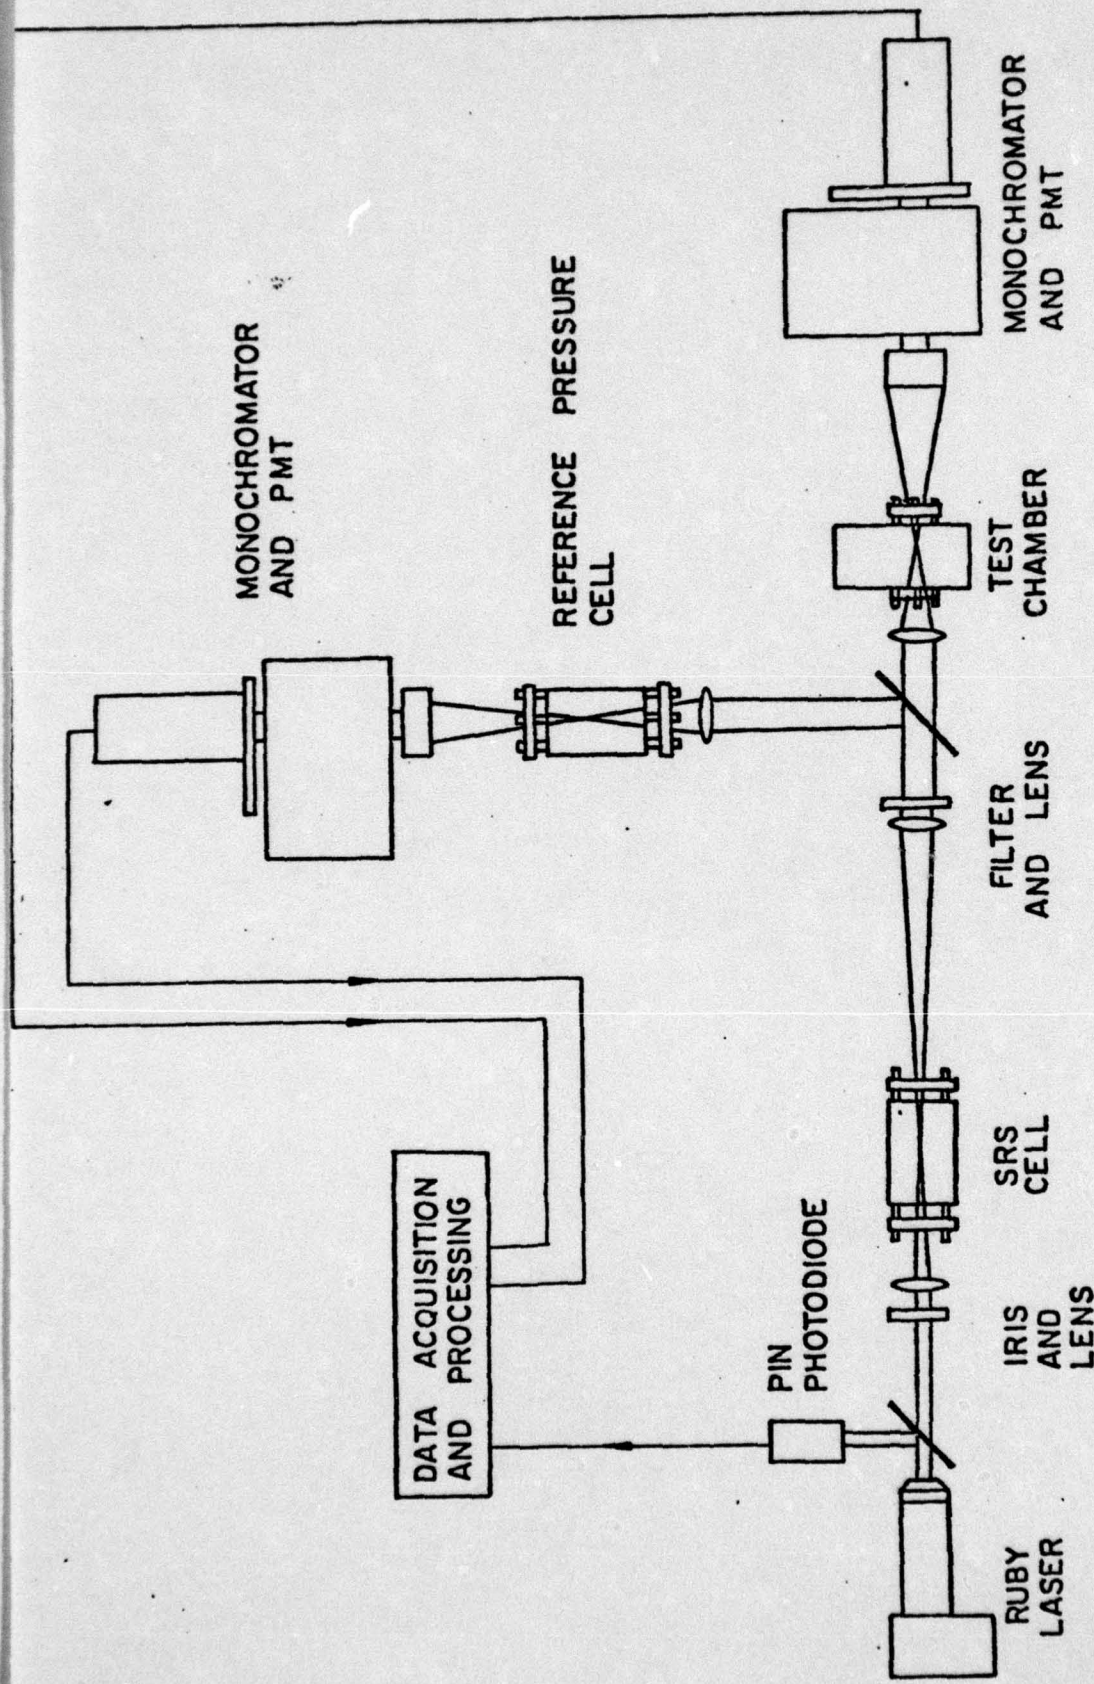 MONOCHROMATOR
AND PMT
REFERENCE PRESSURE
CELL
DATA ACQUISITION
AND PROCESSING
PIN
PHOTODIODE
RUBY
LASER
IRIS
AND
LENS
SRS
CELL
FILTER
AND LENS
TEST
CHAMBER
MONOCHROMATOR
AND PMT